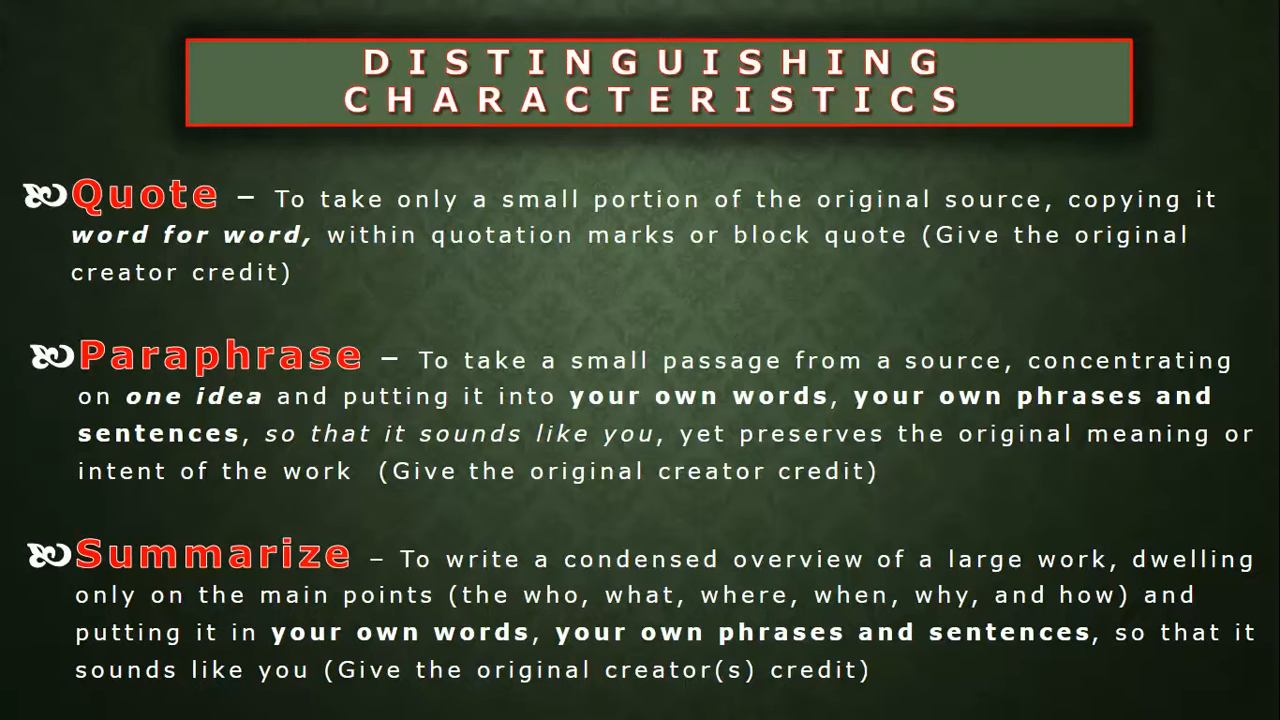 DISTINGUISHING
CHARACTERISTICS
Quote – To take only a small portion of the original source, copying it
word for word, within quotation marks or block quote (Give the original
creator credit)
Paraphrase – To take a small passage from a source, concentrating
on one idea and putting it into your own words, your own phrases and
sentences, so that it sounds like you, yet preserves the original meaning or
intent of the work (Give the original creator credit)
Summarize – To write a condensed overview of a large work, dwelling
only on the main points (the who, what, where, when, why, and how) and
putting it in your own words, your own phrases and sentences, so that it
sounds like you (Give the original creator(s) credit)